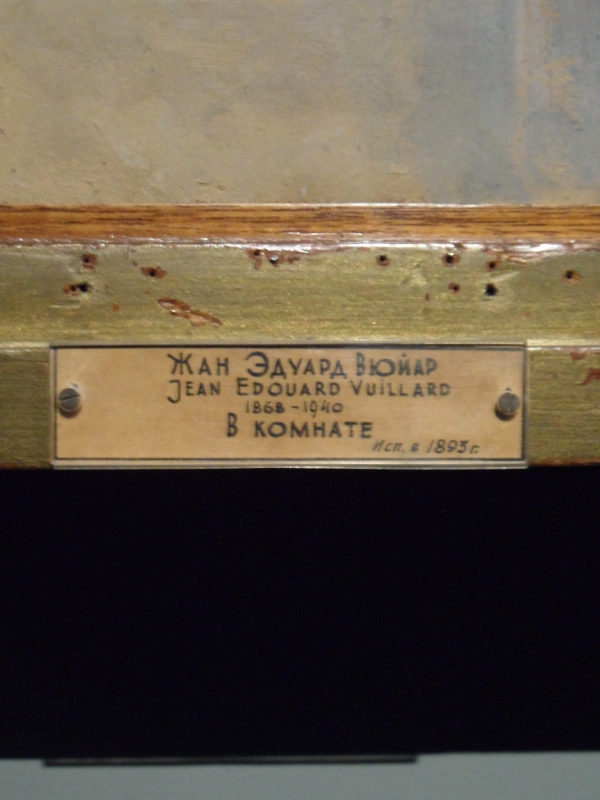 Жан Эдуард Вюйар
Jean Edouard Vuillard
1868-1940
В комнате
Исп. в 1893 г.